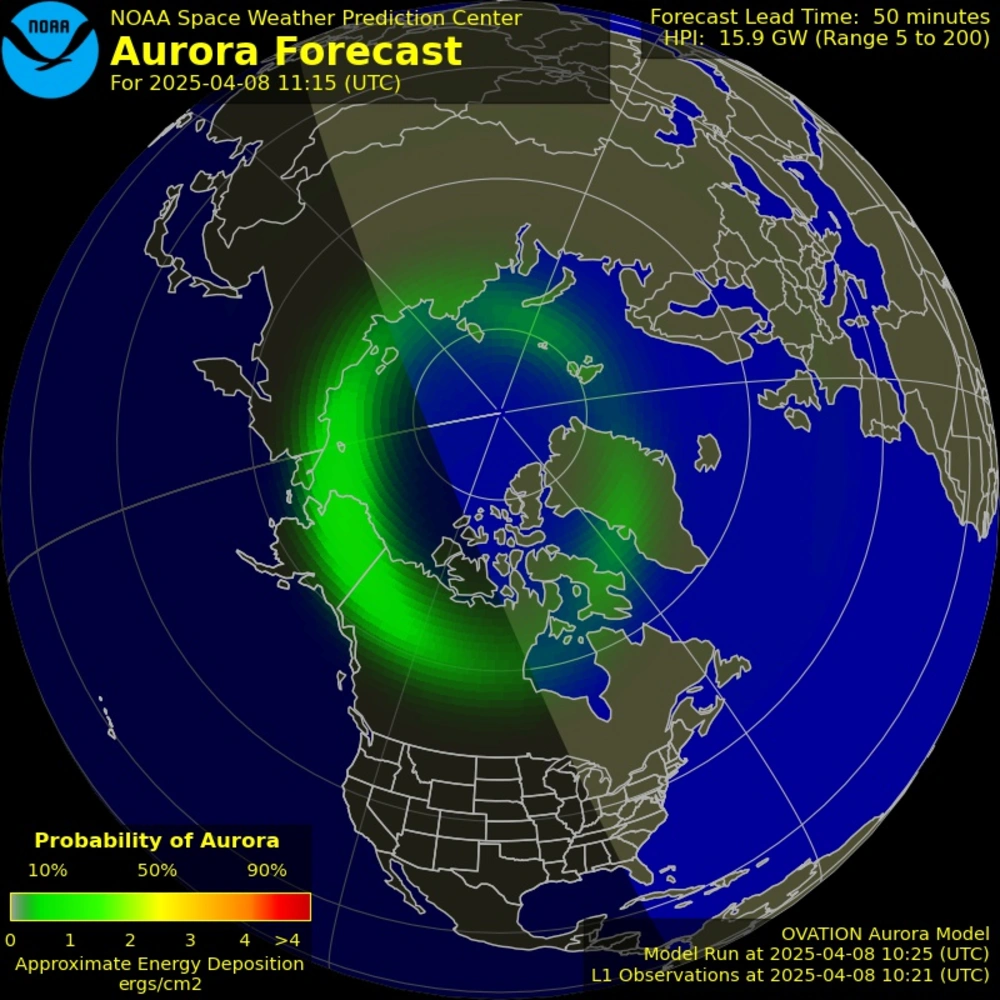 NOAA
NOAA Space Weather Prediction Center
Aurora Forecast
For 2025-04-08 11:15 (UTC)
Forecast Lead Time: 50 minutes
HPI: 15.9 GW (Range 5 to 200)
Probability of Aurora
10% 50% 90%
0 1 2 3 4 >4
Approximate Energy Deposition
ergs/cm2
OVATION Aurora Model
Model Run at 2025-04-08 10:25 (UTC)
L1 Observations at 2025-04-08 10:21 (UTC)